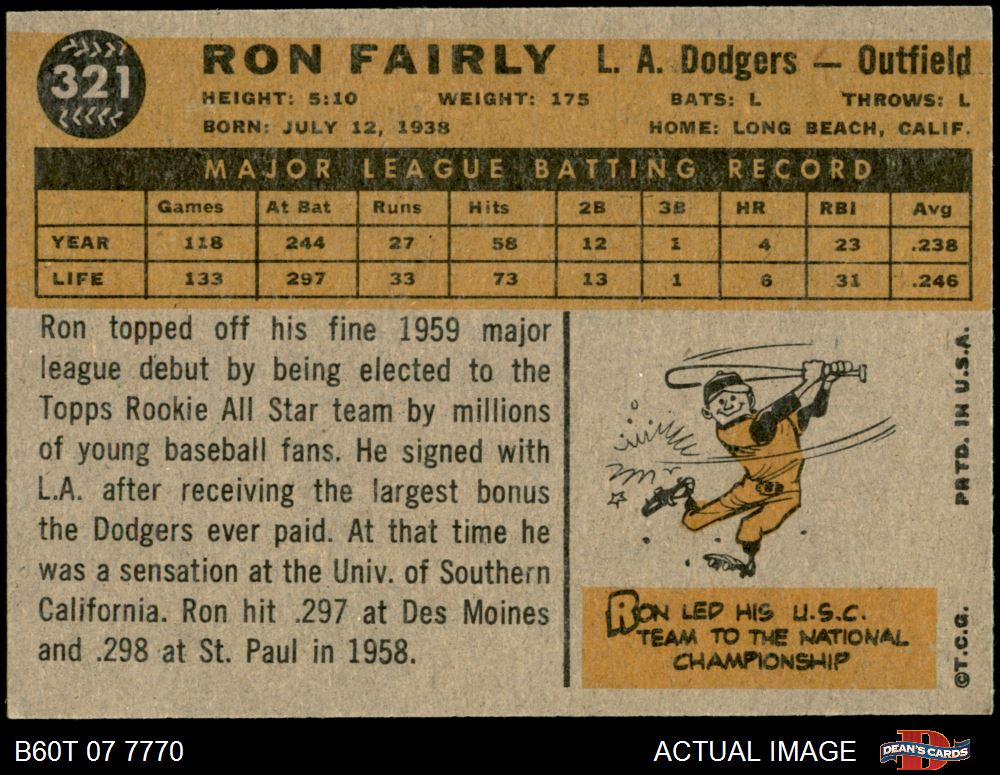 321
RON FAIRLY L. A. Dodgers — Outfield
HEIGHT: 5:10 WEIGHT: 175 BATS: L THROWS: L
BORN: JULY 12, 1938 HOME: LONG BEACH, CALIF.
MAJOR LEAGUE BATTING RECORD
Games At Bat Runs Hits 2B 3B HR RBI Avg
YEAR 118 244 27 58 12 1 4 23 .238
LIFE 133 297 33 73 13 1 6 31 .246
Ron topped off his fine 1959 major
league debut by being elected to the
Topps Rookie All Star team by millions
of young baseball fans. He signed with
L.A. after receiving the largest bonus
the Dodgers ever paid. At that time he
was a sensation at the Univ. of Southern
California. Ron hit .297 at Des Moines
and .298 at St. Paul in 1958.
RON LED HIS U.S.C.
TEAM TO THE NATIONAL
CHAMPIONSHIP
©T.C.G. PRTD. IN U.S.A.
B60T 07 7770 ACTUAL IMAGE DEAN'S CARDS